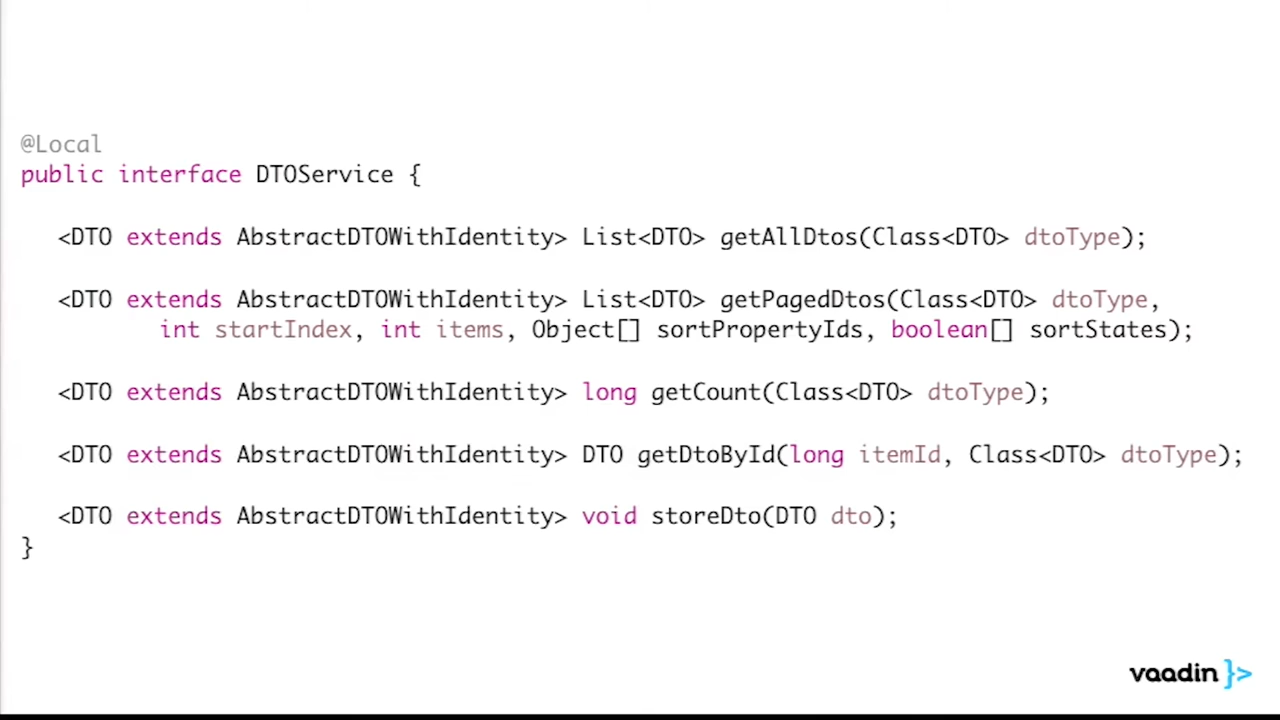 @Local
public interface DTOService {
<DTO extends AbstractDTOWithIdentity> List<DTO> getAllDtos(Class<DTO> dtoType);
<DTO extends AbstractDTOWithIdentity> List<DTO> getPagedDtos(Class<DTO> dtoType,
int startIndex, int items, Object[] sortPropertyIds, boolean[] sortStates);
<DTO extends AbstractDTOWithIdentity> long getCount(Class<DTO> dtoType);
<DTO extends AbstractDTOWithIdentity> DTO getDtoById(long itemId, Class<DTO> dtoType);
<DTO extends AbstractDTOWithIdentity> void storeDto(DTO dto);
}
vaadin }>